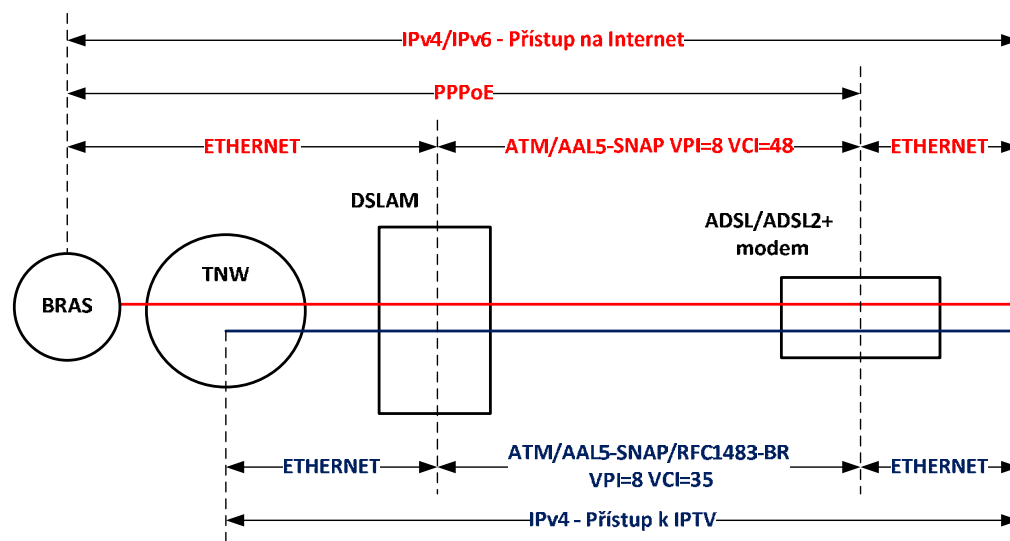 IPv4/IPv6 - Přístup na Internet
PPPoE
ETHERNET
ATM/AAL5-SNAP VPI=8 VCI=48
ETHERNET
DSLAM
ADSL/ADSL2+
modem
TNW
BRAS
ETHERNET
ATM/AAL5-SNAP/RFC1483-BR
VPI=8 VCI=35
ETHERNET
IPv4 - Přístup k IPTV